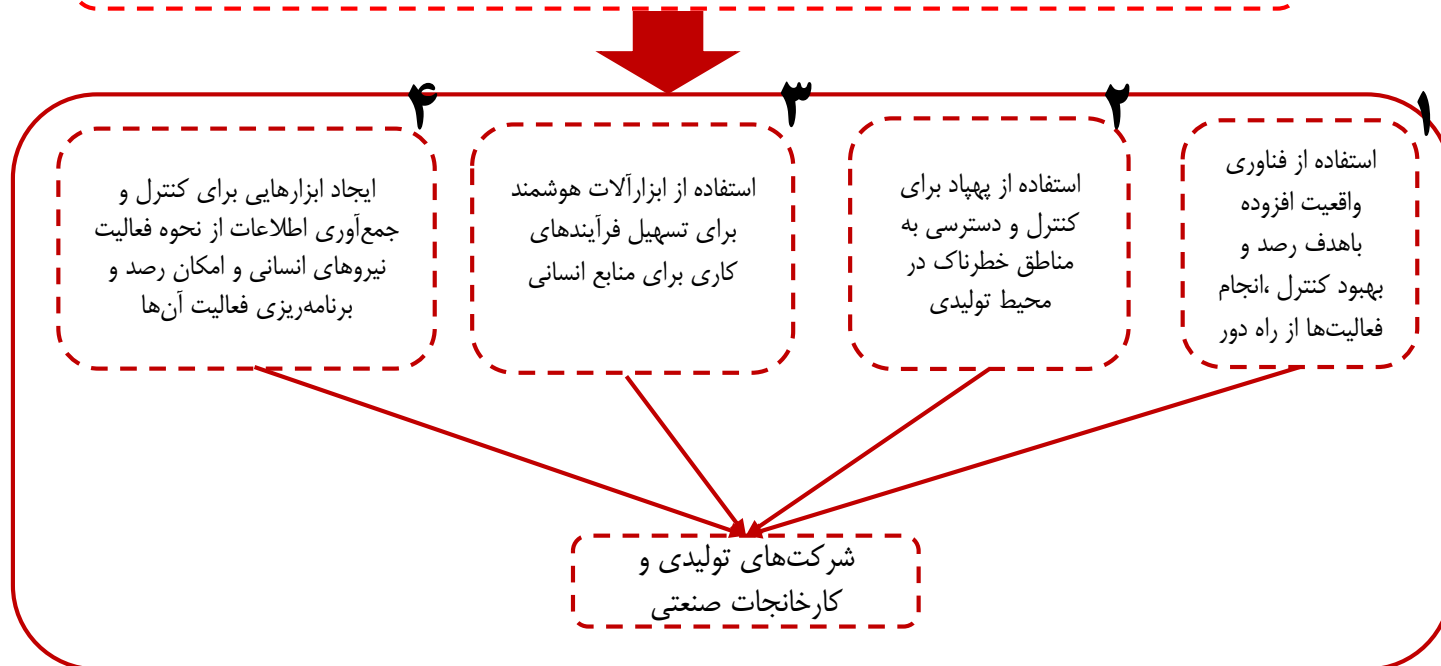 ۱
استفاده از فناوری
واقعیت افزوده
باهدف رصد و
بهبود کنترل ،انجام
فعالیت‌ها از راه دور
۲
استفاده از پهپاد برای
کنترل و دسترسی به
مناطق خطرناک در
محیط تولیدی
۳
استفاده از ابزارآلات هوشمند
برای تسهیل فرآیندهای
کاری برای منابع انسانی
۴
ایجاد ابزارهایی برای کنترل و
جمع‌آوری اطلاعات از نحوه فعالیت
نیروهای انسانی و امکان رصد و
برنامه‌ریزی فعالیت آن‌ها
شرکت‌های تولیدی و
کارخانجات صنعتی